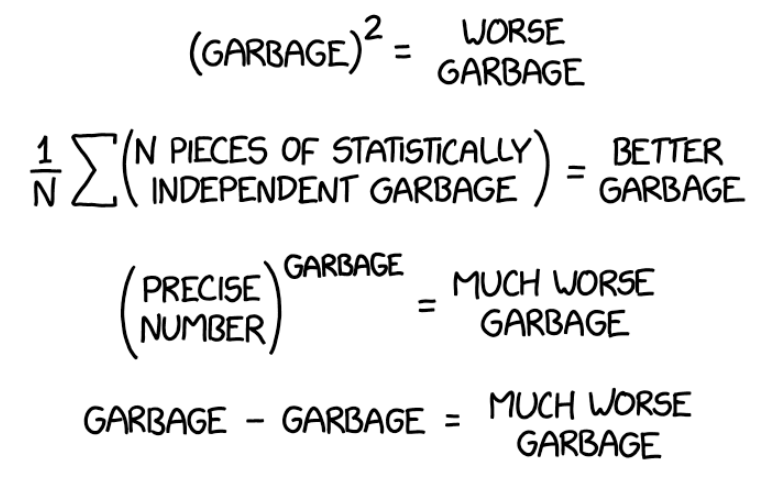 (GARBAGE)² = WORSE GARBAGE
1/N ∑ (N PIECES OF STATISTICALLY INDEPENDENT GARBAGE) = BETTER GARBAGE
(PRECISE NUMBER)^GARBAGE = MUCH WORSE GARBAGE
GARBAGE − GARBAGE = MUCH WORSE GARBAGE